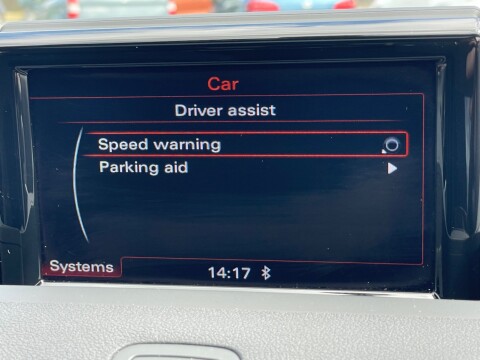 Car
Driver assist
Speed warning
Parking aid
Systems
14:17